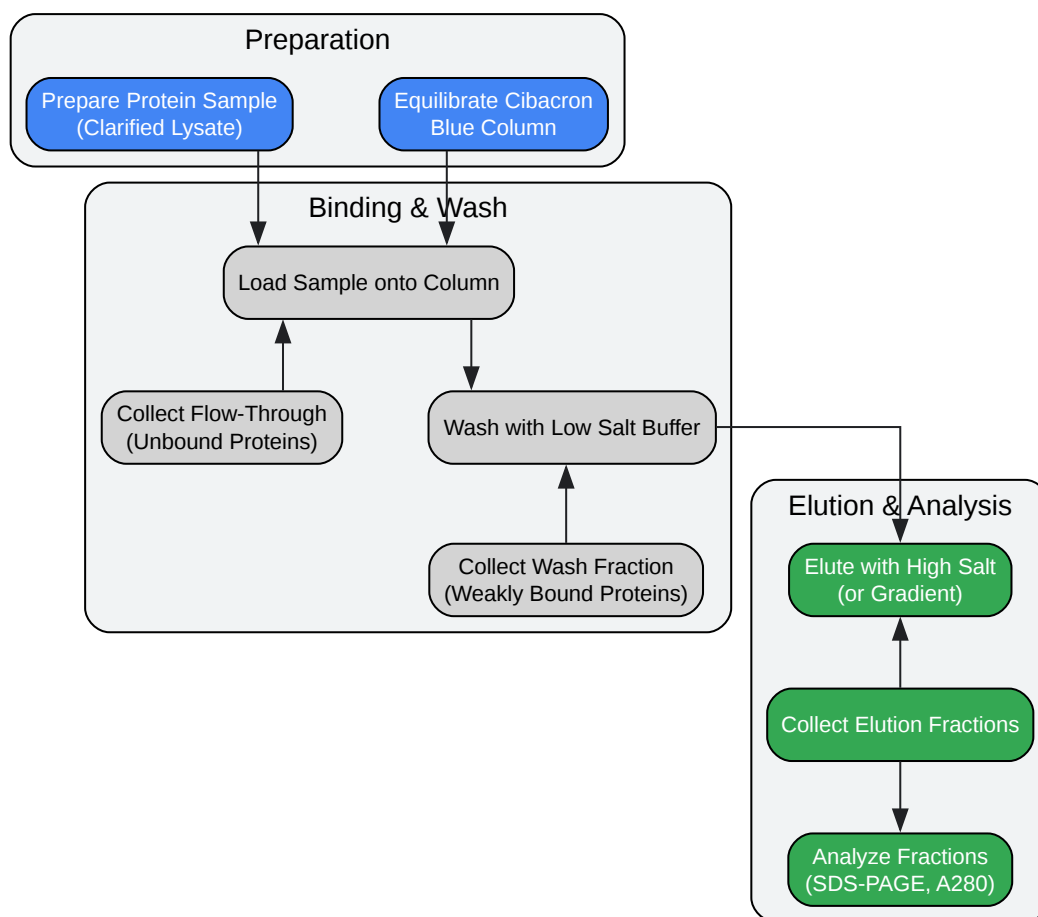 Preparation
Prepare Protein Sample
(Clarified Lysate)
Equilibrate Cibacron
Blue Column
Binding & Wash
Load Sample onto Column
Collect Flow-Through
(Unbound Proteins)
Wash with Low Salt Buffer
Collect Wash Fraction
(Weakly Bound Proteins)
Elution & Analysis
Elute with High Salt
(or Gradient)
Collect Elution Fractions
Analyze Fractions
(SDS-PAGE, A280)